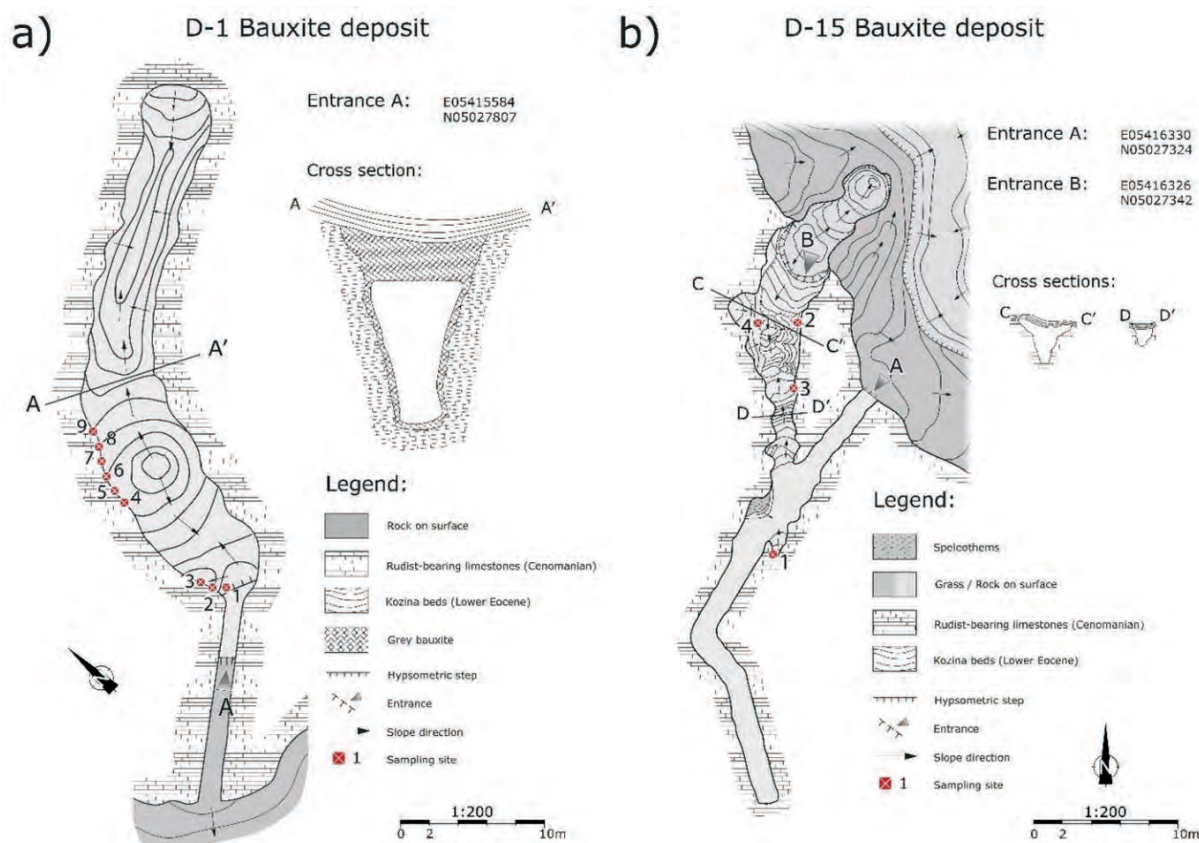 a)
D-1 Bauxite deposit
Entrance A:
E05415584
N05027807
Cross section:
A
A'
A'
A
9
8
7
6
5
4
3
2
1
A
Legend:
Rock on surface
Rudist-bearing limestones (Cenomanian)
Kozina beds (Lower Eocene)
Grey bauxite
Hypsometric step
Entrance
Slope direction
1 Sampling site
1:200
0 2 10m
b)
D-15 Bauxite deposit
Entrance A:
E05416330
N05027324
Entrance B:
E05416326
N05027342
Cross sections:
C C' D D'
B
C
4
2
C'
A
3
D D'
1
Legend:
Speleothems
Grass / Rock on surface
Rudist-bearing limestones (Cenomanian)
Kozina beds (Lower Eocene)
Hypsometric step
Entrance
Slope direction
1 Sampling site
1:200
0 2 10m